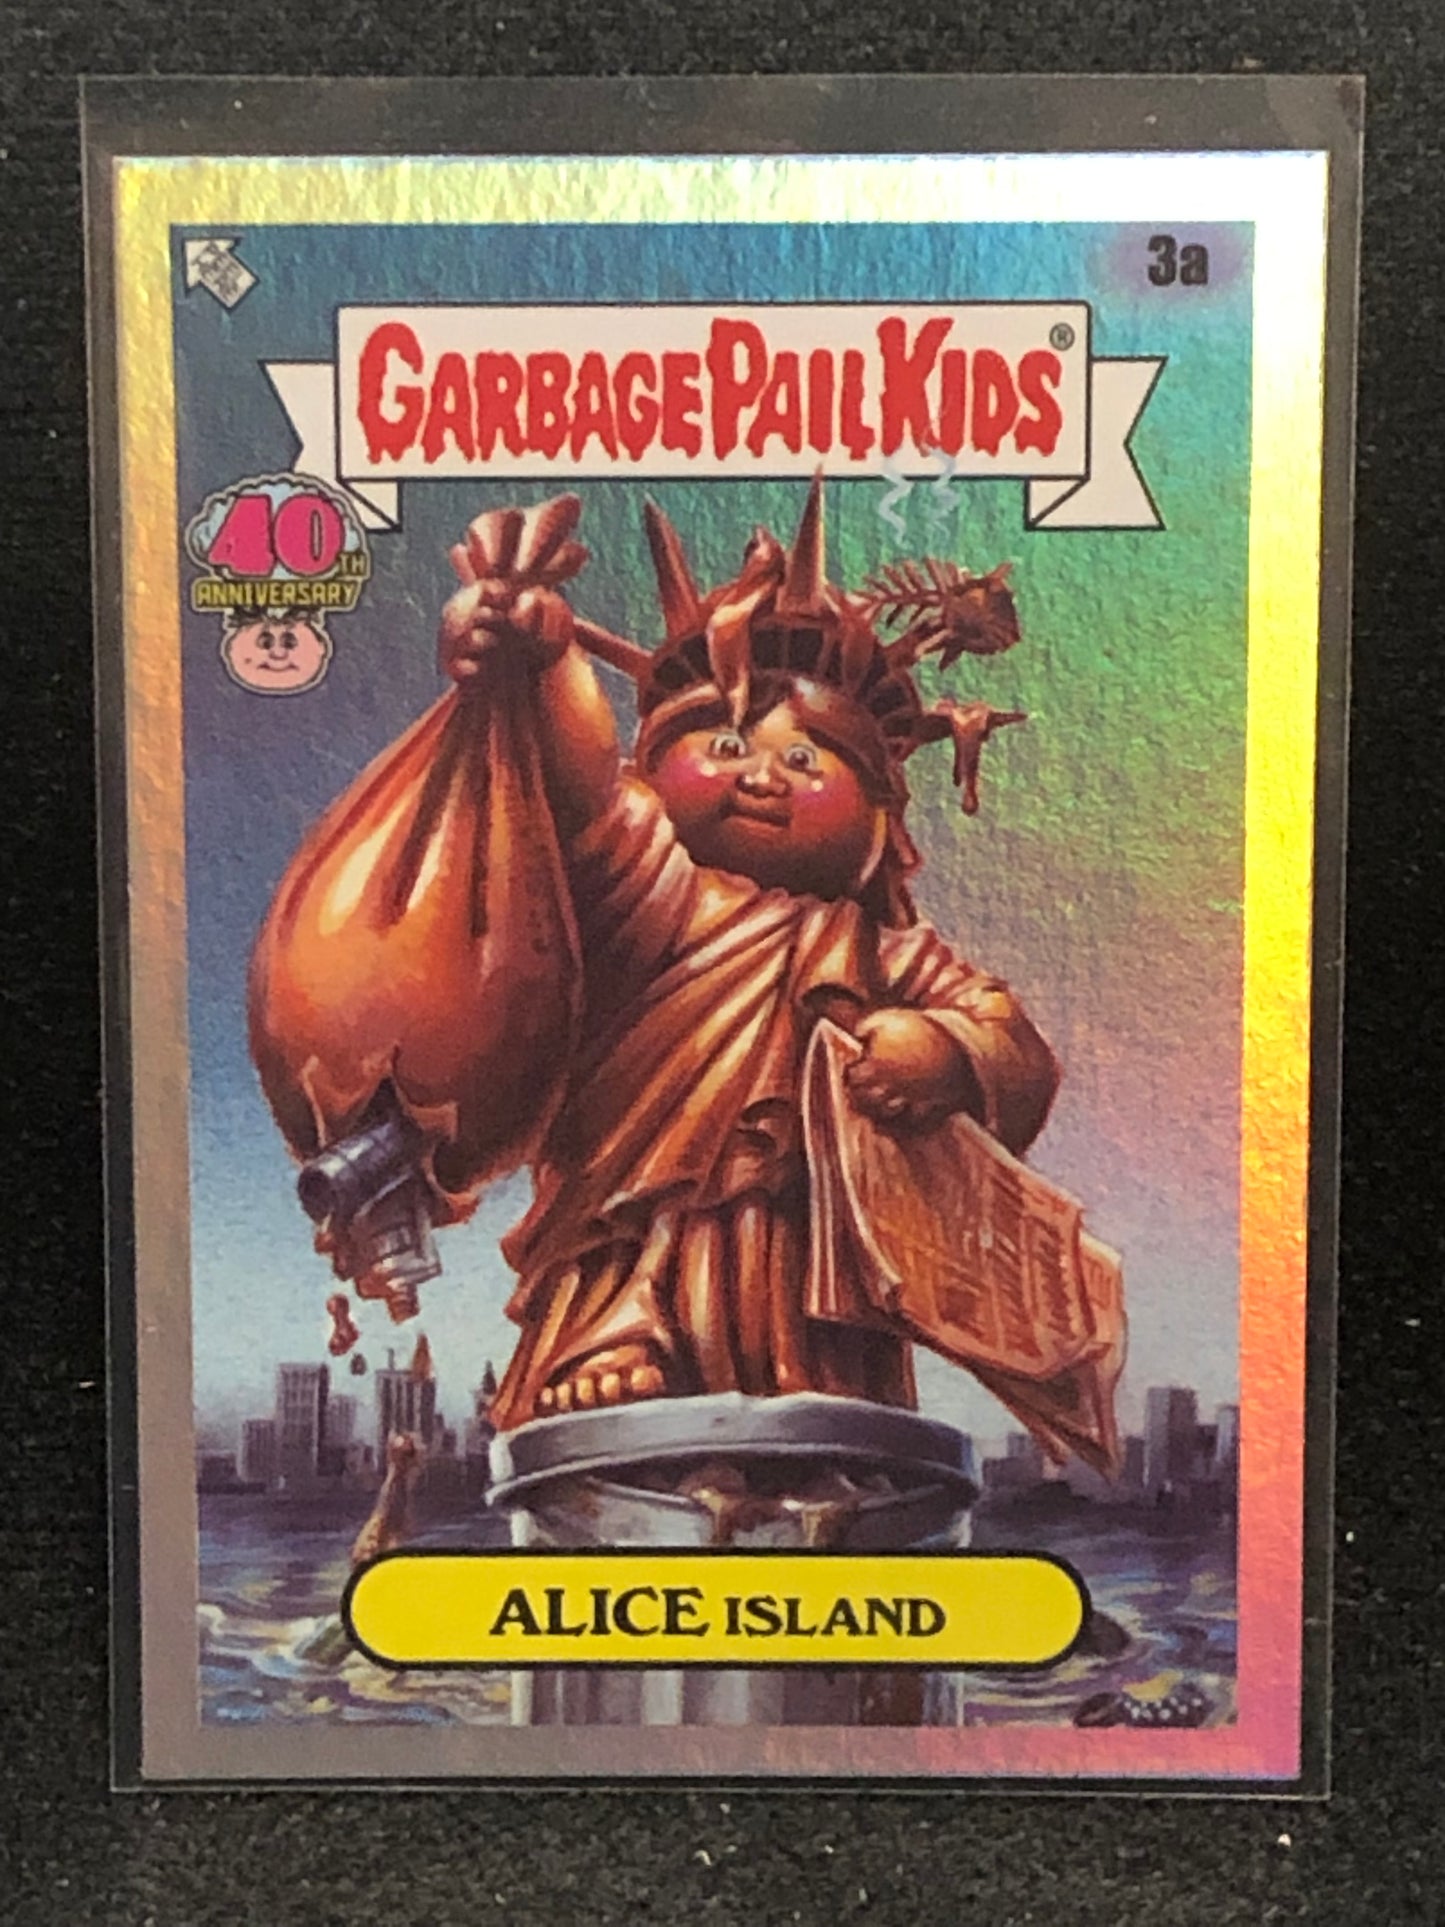 3a
GARBAGE PAIL KIDS®
40TH
ANNIVERSARY
ALICE ISLAND